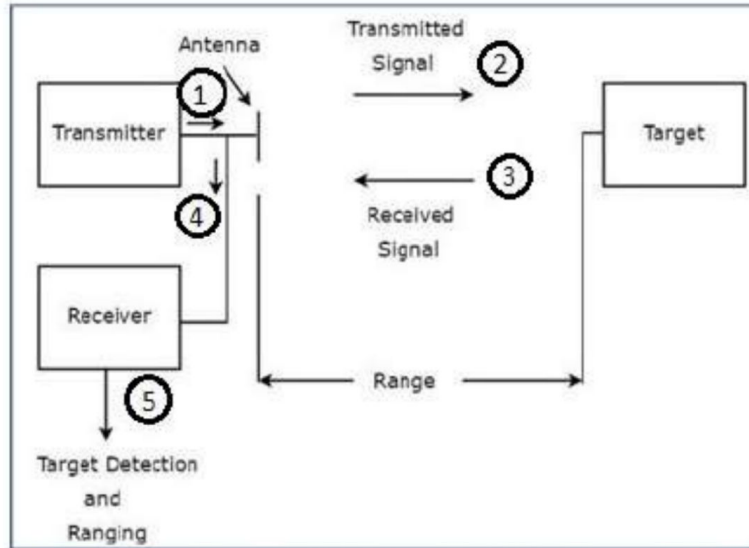 Antenna
Transmitted
Signal
2
1
Transmitter
Target
3
4
Received
Signal
Receiver
Range
5
Target Detection
and
Ranging